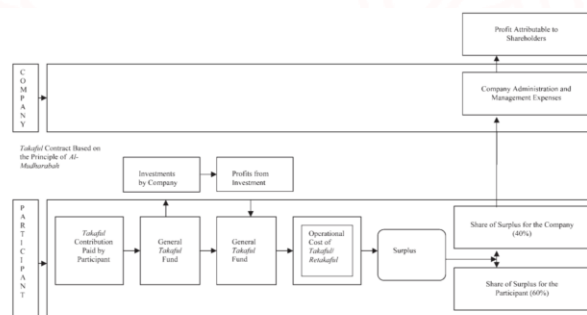 Profit Attributable to
Shareholders
COMPANY
Company Administration and
Management Expenses
Takaful Contract Based on
the Principle of Al-
Mudharabah
Investments
by Company
Profits from
Investment
PARTICIPANT
Takaful
Contribution
Paid by
Participant
General
Takaful
Fund
General
Takaful
Fund
Operational
Cost of
Takaful/
Retakaful
Surplus
Share of Surplus for the Company
(40%)
Share of Surplus for the
Participant (60%)